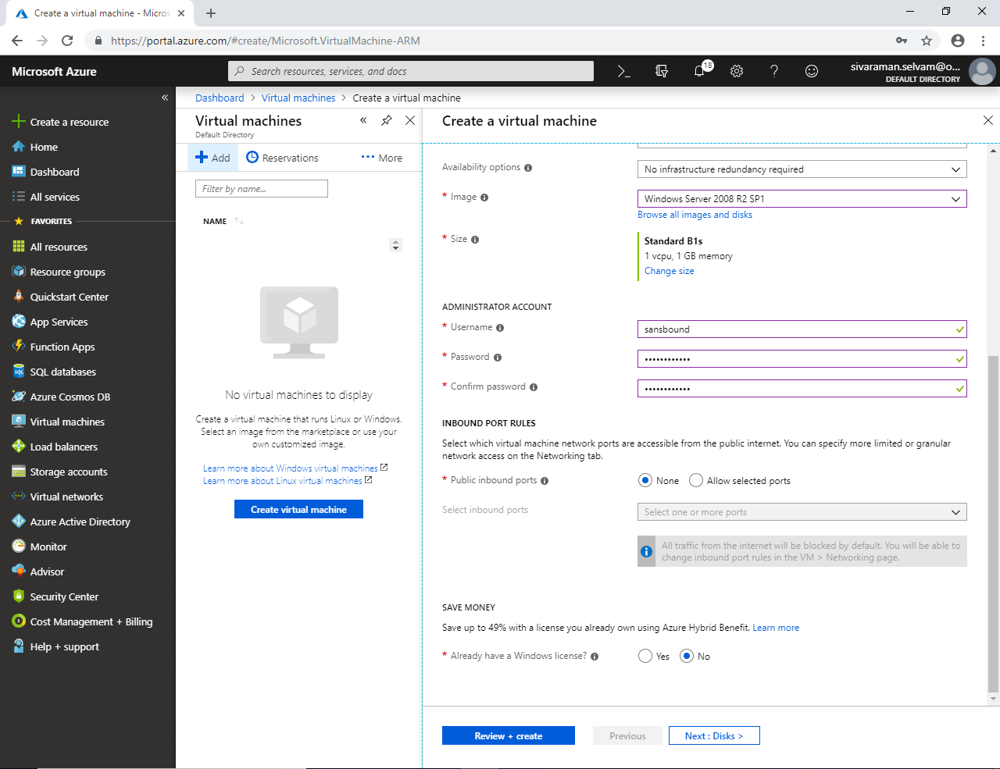 Create a virtual machine - Micros
https://portal.azure.com/#create/Microsoft.VirtualMachine-ARM
Microsoft Azure
Search resources, services, and docs
18
sivaraman.selvam@o...
DEFAULT DIRECTORY
Create a resource
Home
Dashboard
All services
FAVORITES
All resources
Resource groups
Quickstart Center
App Services
Function Apps
SQL databases
Azure Cosmos DB
Virtual machines
Load balancers
Storage accounts
Virtual networks
Azure Active Directory
Monitor
Advisor
Security Center
Cost Management + Billing
Help + support
Dashboard > Virtual machines > Create a virtual machine
Virtual machines
Default Directory
Add
Reservations
More
Filter by name...
NAME
No virtual machines to display
Create a virtual machine that runs Linux or Windows.
Select an image from the marketplace or use your
own customized image.
Learn more about Windows virtual machines
Learn more about Linux virtual machines
Create virtual machine
Create a virtual machine
Availability options
No infrastructure redundancy required
* Image
Windows Server 2008 R2 SP1
Browse all images and disks
* Size
Standard B1s
1 vcpu, 1 GB memory
Change size
ADMINISTRATOR ACCOUNT
* Username
sansbound
* Password
••••••••••••
* Confirm password
••••••••••••
INBOUND PORT RULES
Select which virtual machine network ports are accessible from the public internet. You can specify more limited or granular
network access on the Networking tab.
* Public inbound ports
None
Allow selected ports
Select inbound ports
Select one or more ports
All traffic from the internet will be blocked by default. You will be able to
change inbound port rules in the VM > Networking page.
SAVE MONEY
Save up to 49% with a license you already own using Azure Hybrid Benefit. Learn more
* Already have a Windows license?
Yes
No
Review + create
Previous
Next : Disks >